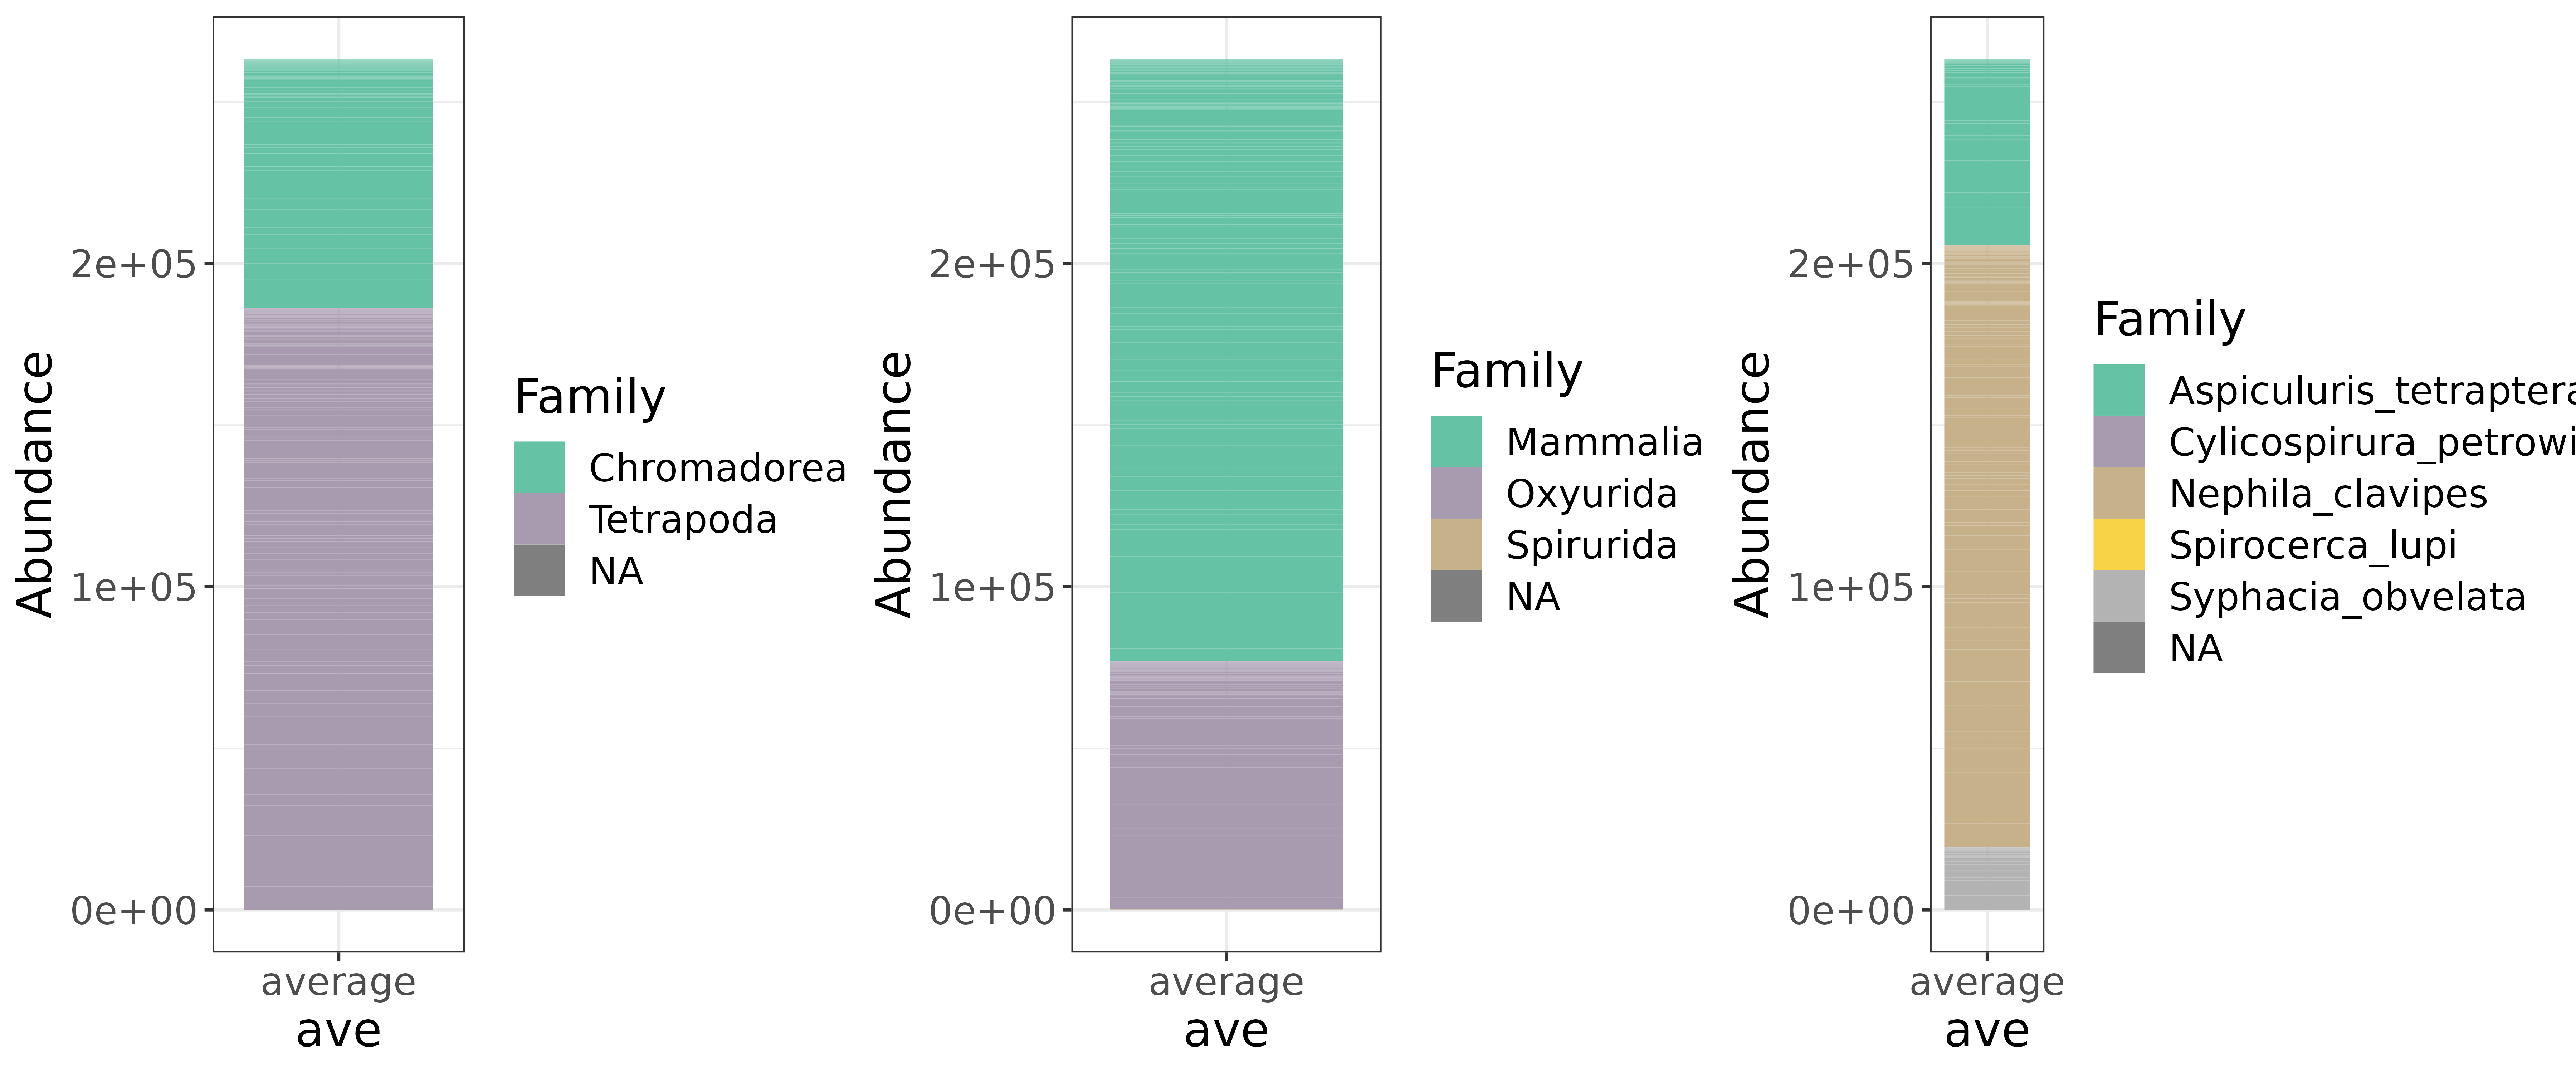 Abundance
2e+05
1e+05
0e+00
average
ave
Family
Chromadorea
Tetrapoda
NA
Abundance
2e+05
1e+05
0e+00
average
ave
Family
Mammalia
Oxyurida
Spirurida
NA
Abundance
2e+05
1e+05
0e+00
average
ave
Family
Aspiculuris_tetraptera
Cylicospirura_petrowi
Nephila_clavipes
Spirocerca_lupi
Syphacia_obvelata
NA